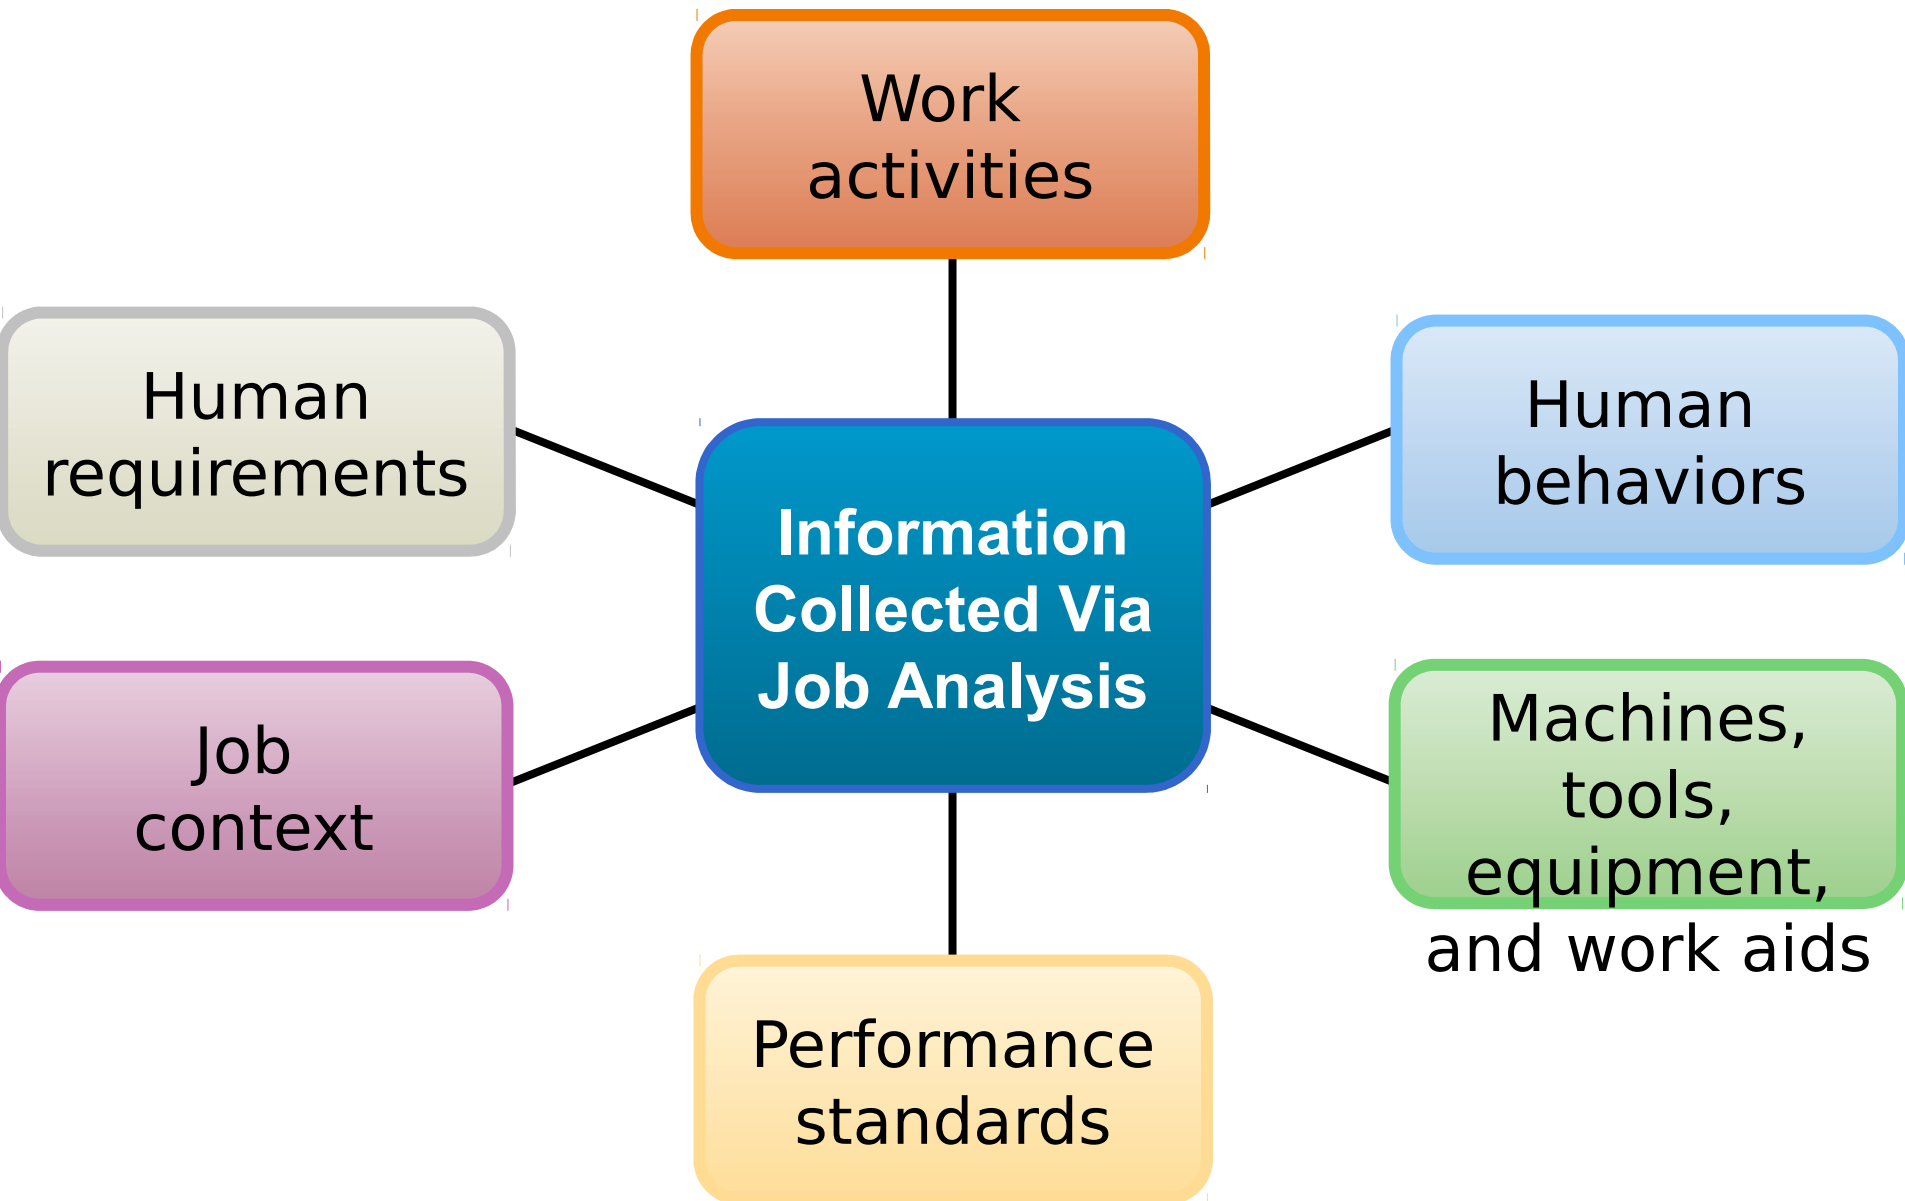 Work
activities
Human
requirements
Human
behaviors
Information
Collected Via
Job Analysis
Job
context
Machines,
tools,
equipment,
and work aids
Performance
standards